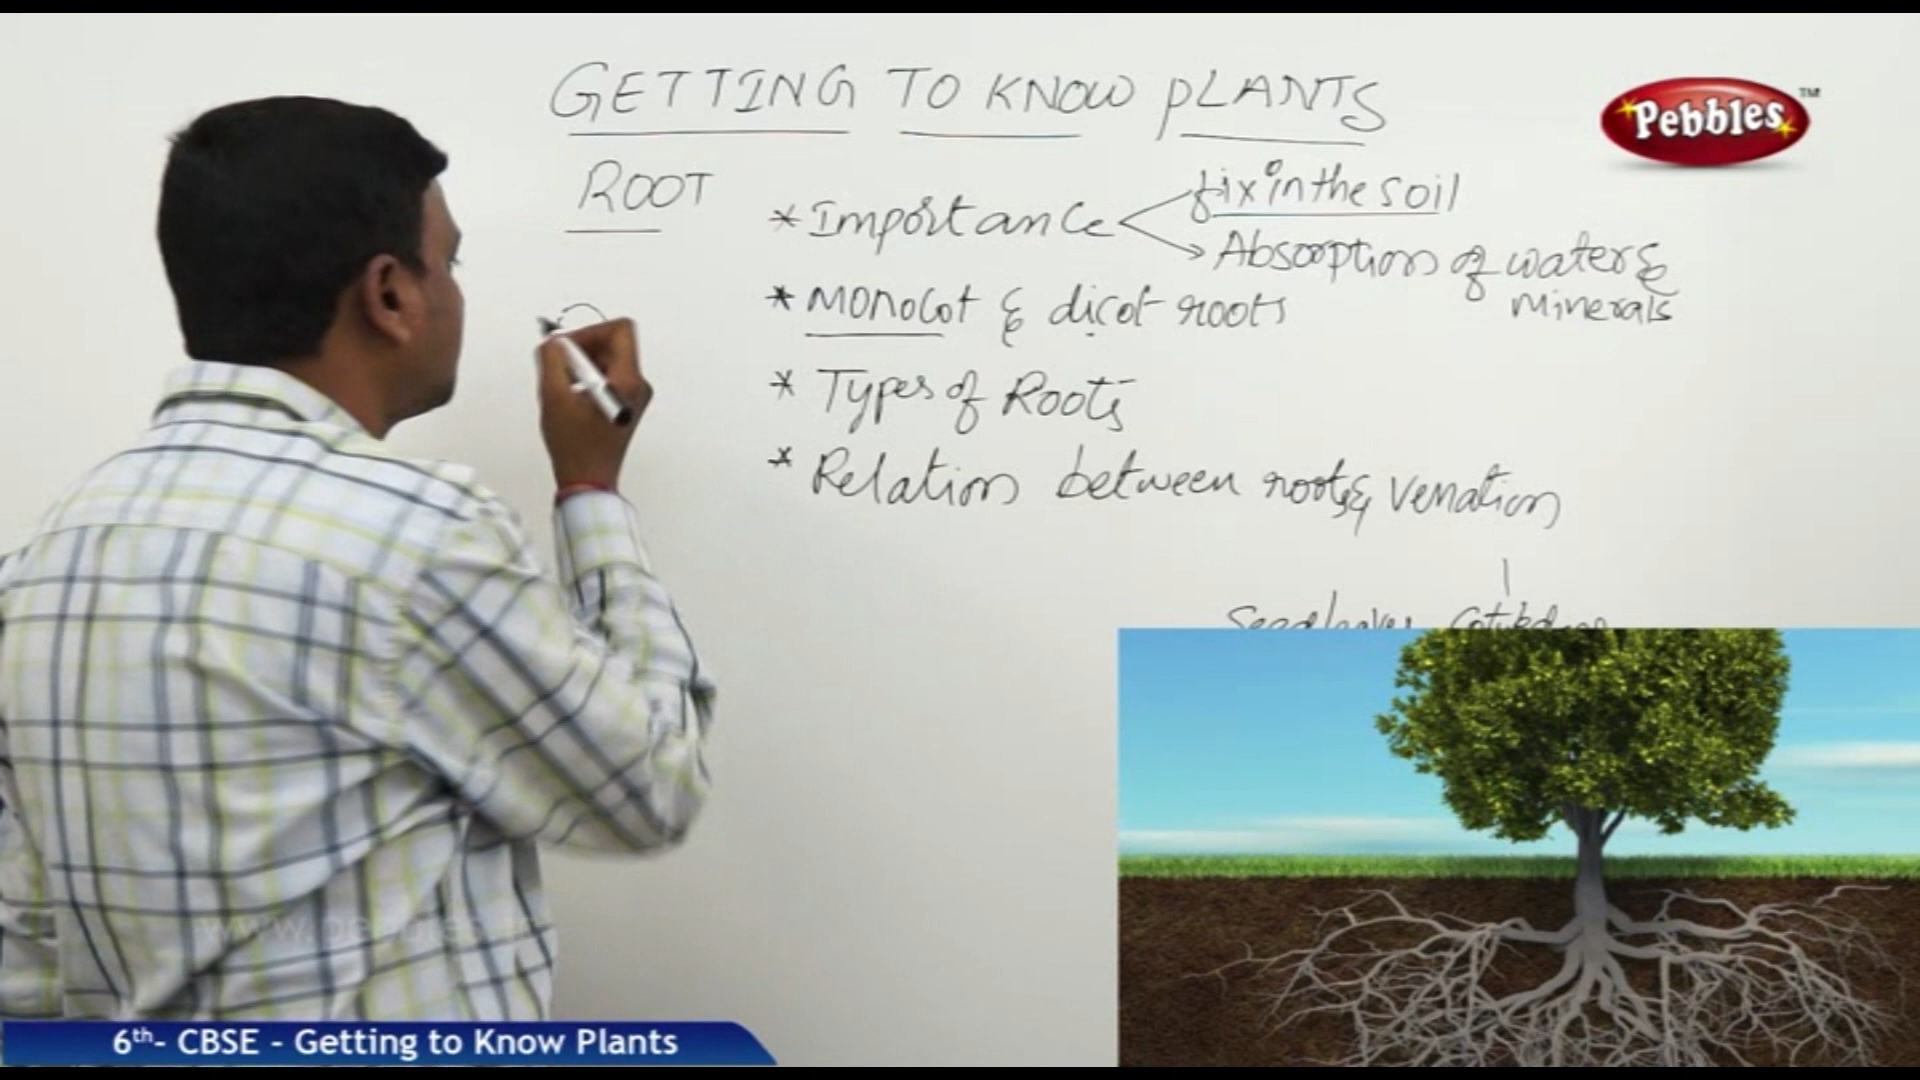 GETTING TO KNOW PLANTS
Pebbles TM
ROOT
* Importance
fix in the soil
Absorption of water &
minerals
* Monocot & dicot roots
* Types of Roots
* Relation between roots & Venation
6th- CBSE - Getting to Know Plants